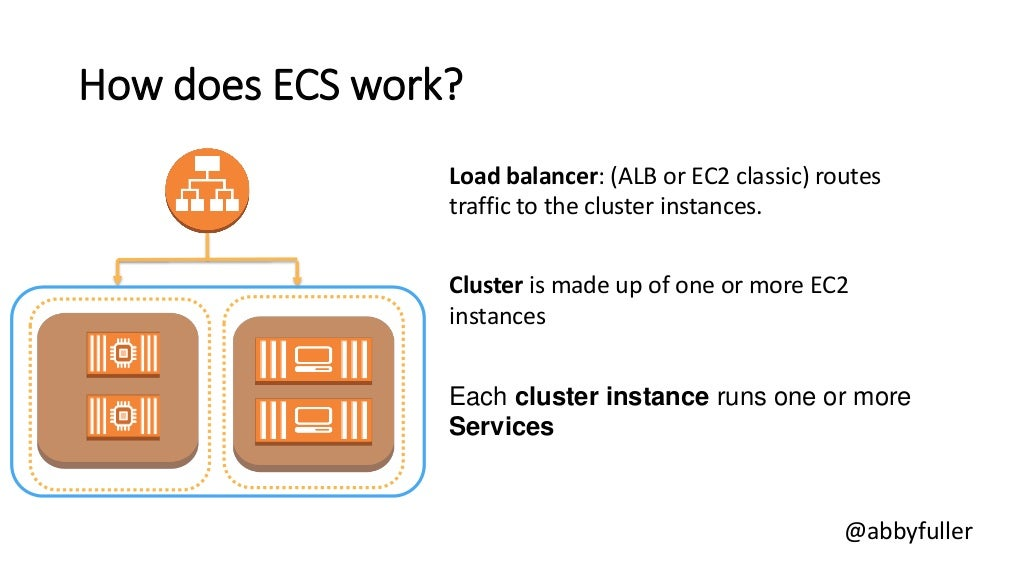 How does ECS work?
Load balancer: (ALB or EC2 classic) routes
traffic to the cluster instances.
Cluster is made up of one or more EC2
instances
Each cluster instance runs one or more
Services
@abbyfuller